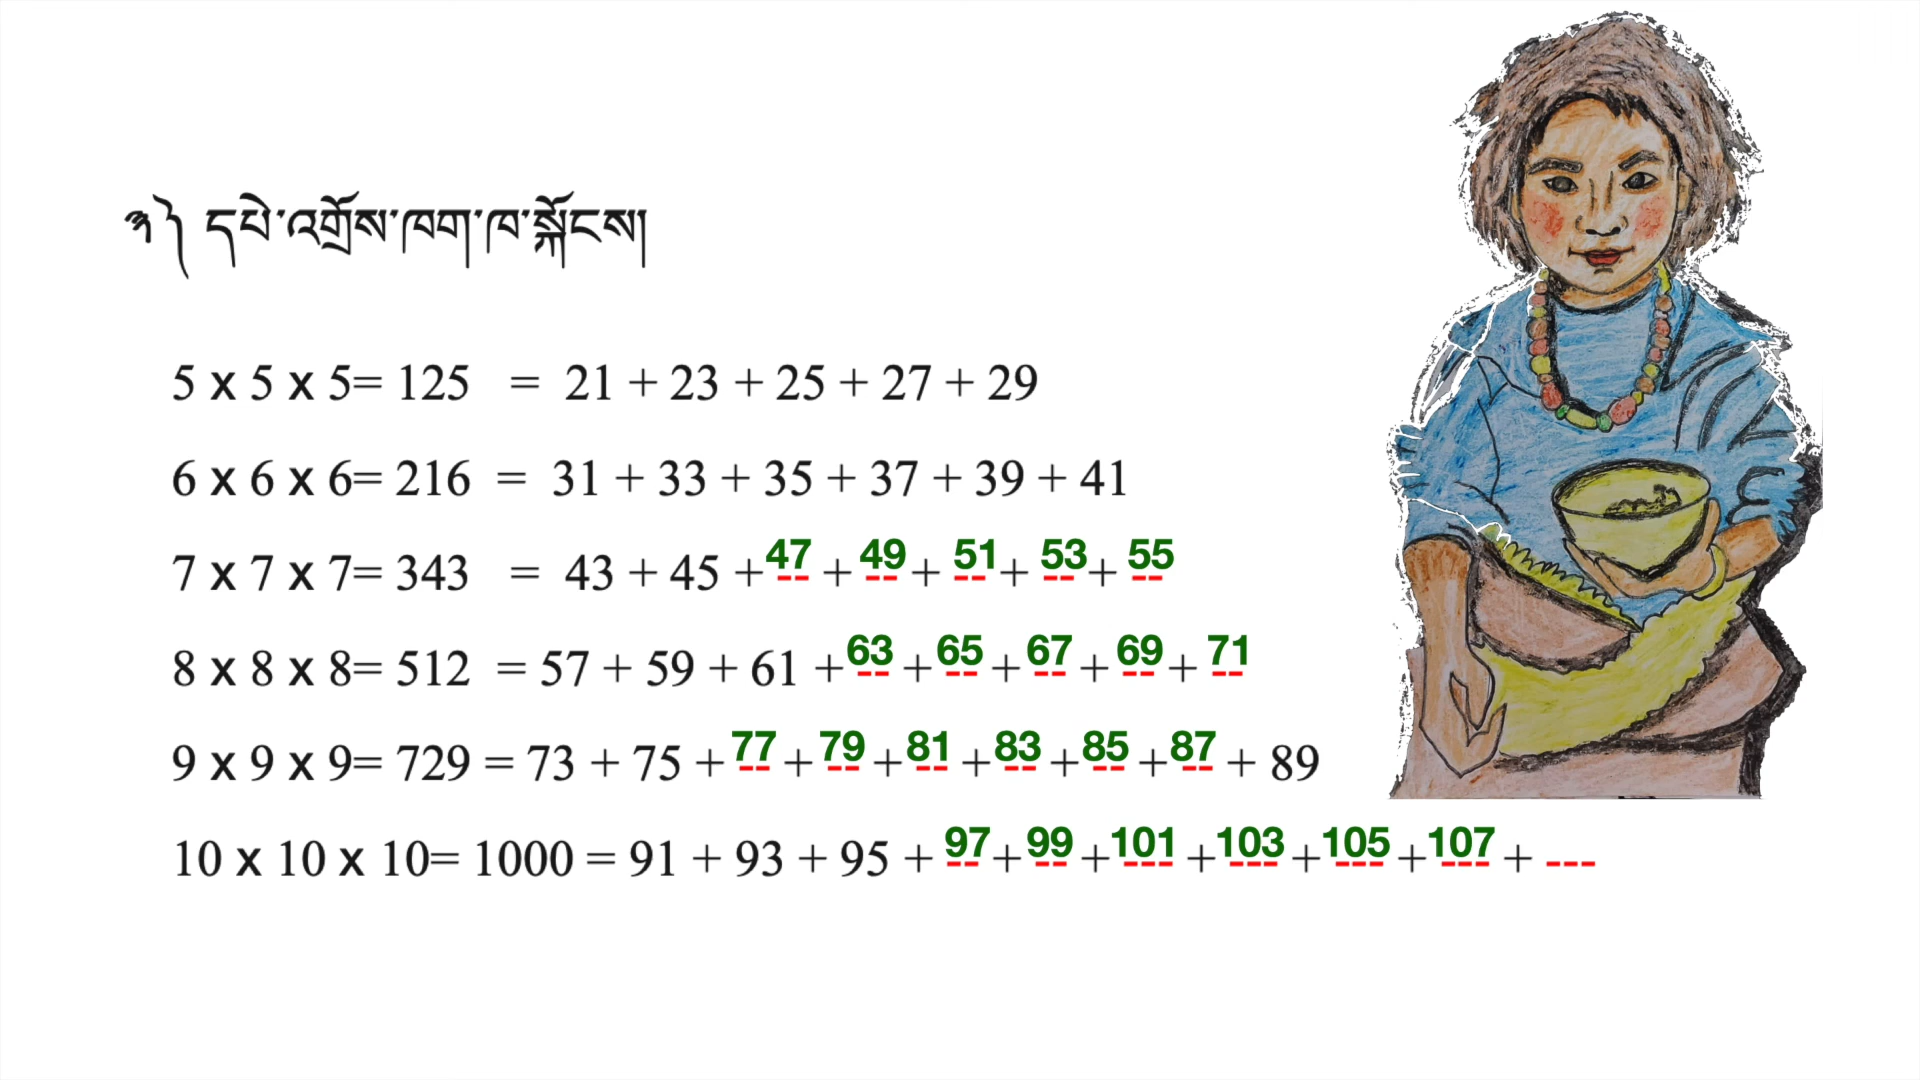 ༣༽ དཔེ་འགྲོས་ཁག་ཁ་སྐོངས།
5 x 5 x 5= 125 = 21 + 23 + 25 + 27 + 29
6 x 6 x 6= 216 = 31 + 33 + 35 + 37 + 39 + 41
7 x 7 x 7= 343 = 43 + 45 + 47 + 49 + 51 + 53 + 55
8 x 8 x 8= 512 = 57 + 59 + 61 + 63 + 65 + 67 + 69 + 71
9 x 9 x 9= 729 = 73 + 75 + 77 + 79 + 81 + 83 + 85 + 87 + 89
10 x 10 x 10= 1000 = 91 + 93 + 95 + 97 + 99 + 101 + 103 + 105 + 107 + ---